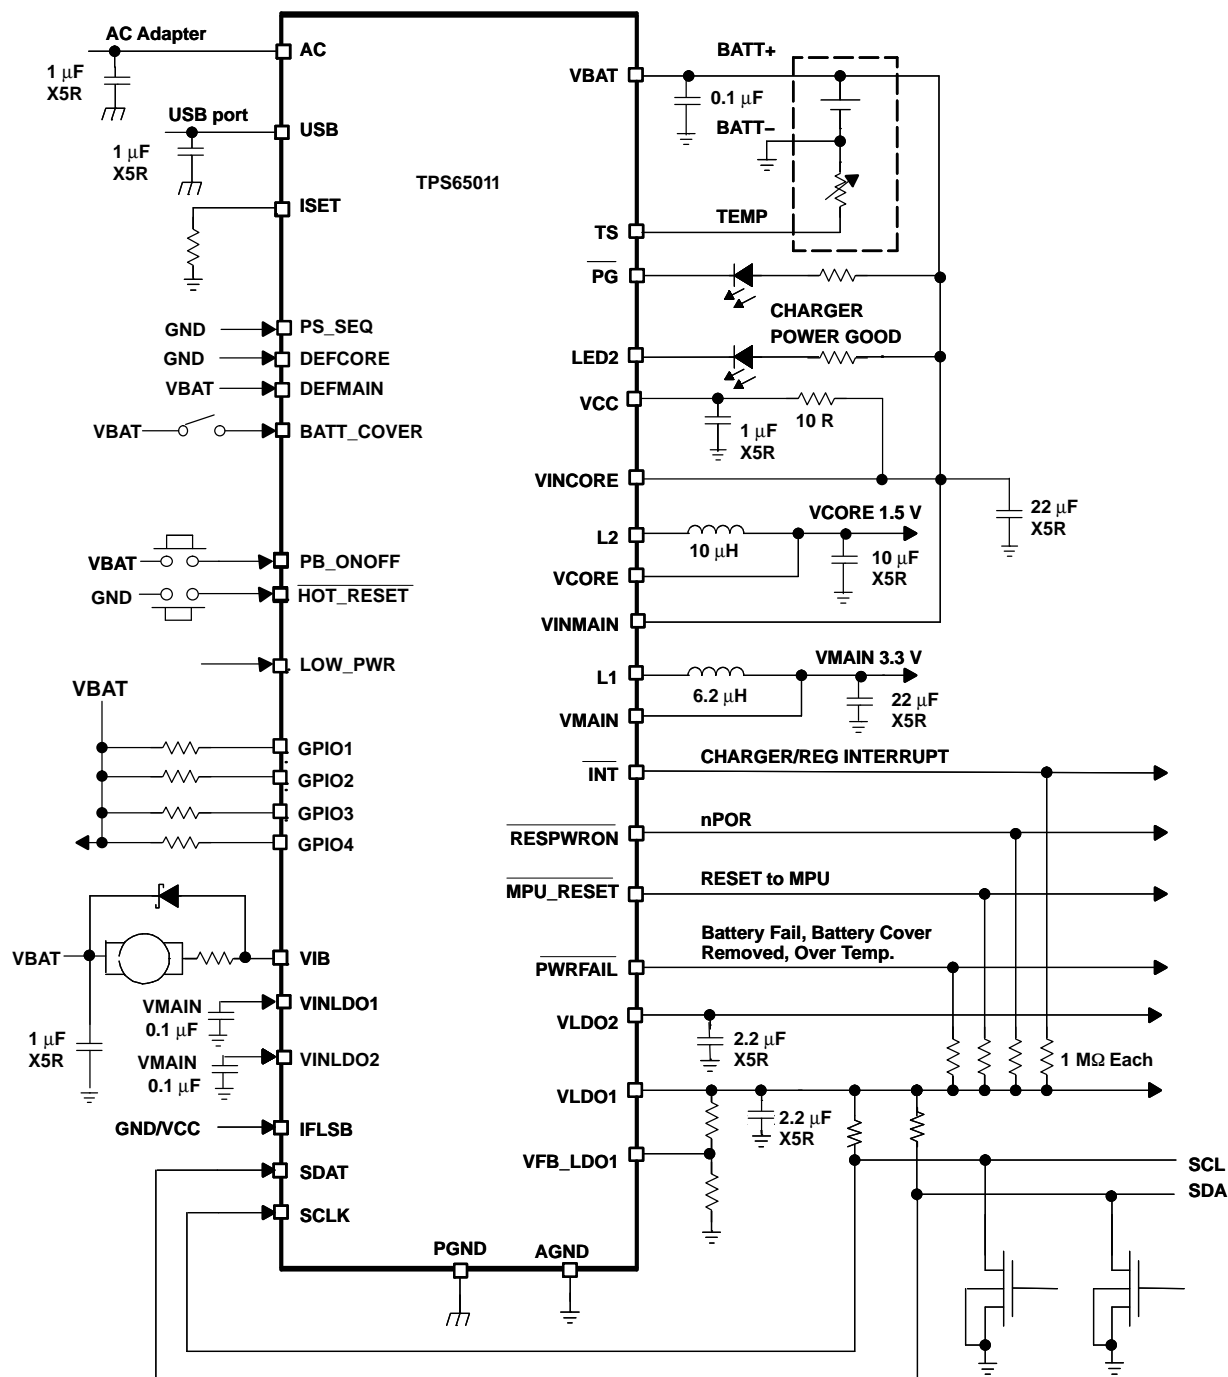 AC Adapter
AC
1 μF
X5R
USB port
USB
1 μF
X5R
ISET
TPS65011
GND
PS_SEQ
GND
DEFCORE
VBAT
DEFMAIN
VBAT
BATT_COVER
VBAT
PB_ONOFF
GND
HOT_RESET
LOW_PWR
VBAT
GPIO1
GPIO2
GPIO3
GPIO4
VBAT
VIB
1 μF
X5R
VMAIN
0.1 μF
VINLDO1
VMAIN
0.1 μF
VINLDO2
GND/VCC
IFLSB
SDAT
SCLK
PGND
AGND
VBAT
BATT+
0.1 μF
BATT−
TS
TEMP
PG
CHARGER
POWER GOOD
LED2
VCC
10 R
1 μF
X5R
VINCORE
22 μF
X5R
L2
10 μH
VCORE 1.5 V
10 μF
X5R
VCORE
VINMAIN
L1
6.2 μH
VMAIN 3.3 V
22 μF
X5R
VMAIN
INT
CHARGER/REG INTERRUPT
RESPWRON
nPOR
MPU_RESET
RESET to MPU
PWRFAIL
Battery Fail, Battery Cover
Removed, Over Temp.
VLDO2
2.2 μF
X5R
1 MΩ Each
VLDO1
2.2 μF
X5R
VFB_LDO1
SCL
SDA